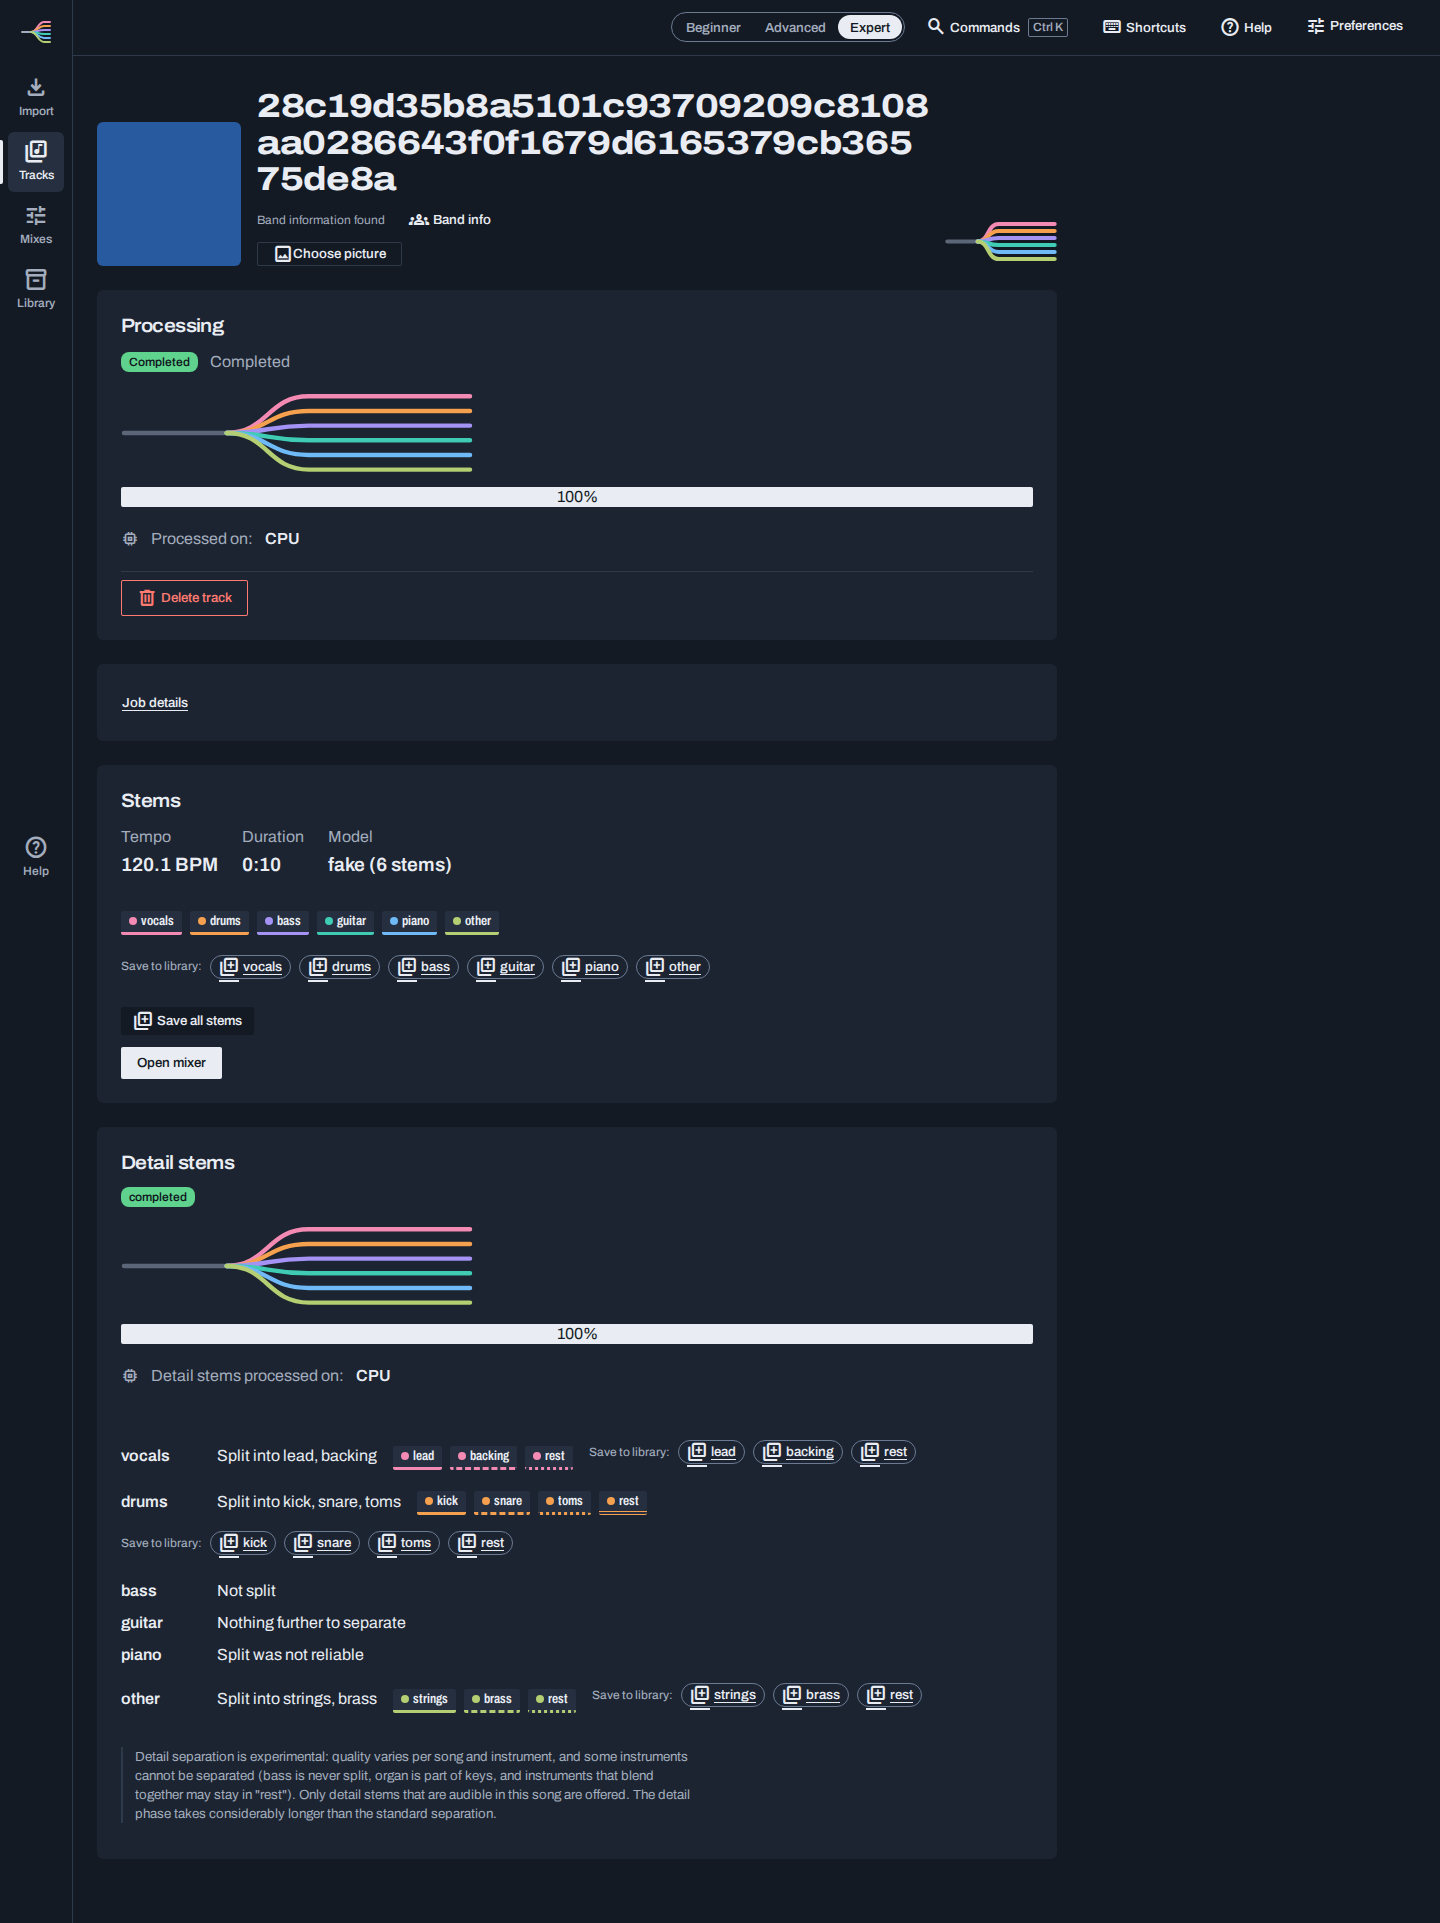 Beginner Advanced Expert Commands Ctrl K Shortcuts Help Preferences
Import
Tracks
Mixes
Library
Help
28c19d35b8a5101c93709209c8108
aa0286643f0f1679d6165379cb365
75de8a
Band information found Band info
Choose picture
Processing
Completed Completed
100%
Processed on: CPU
Delete track
Job details
Stems
Tempo Duration Model
120.1 BPM 0:10 fake (6 stems)
vocals drums bass guitar piano other
Save to library: vocals drums bass guitar piano other
Save all stems
Open mixer
Detail stems
completed
100%
Detail stems processed on: CPU
vocals Split into lead, backing lead backing rest Save to library: lead backing rest
drums Split into kick, snare, toms kick snare toms rest
Save to library: kick snare toms rest
bass Not split
guitar Nothing further to separate
piano Split was not reliable
other Split into strings, brass strings brass rest Save to library: strings brass rest
Detail separation is experimental: quality varies per song and instrument, and some instruments
cannot be separated (bass is never split, organ is part of keys, and instruments that blend
together may stay in "rest"). Only detail stems that are audible in this song are offered. The detail
phase takes considerably longer than the standard separation.